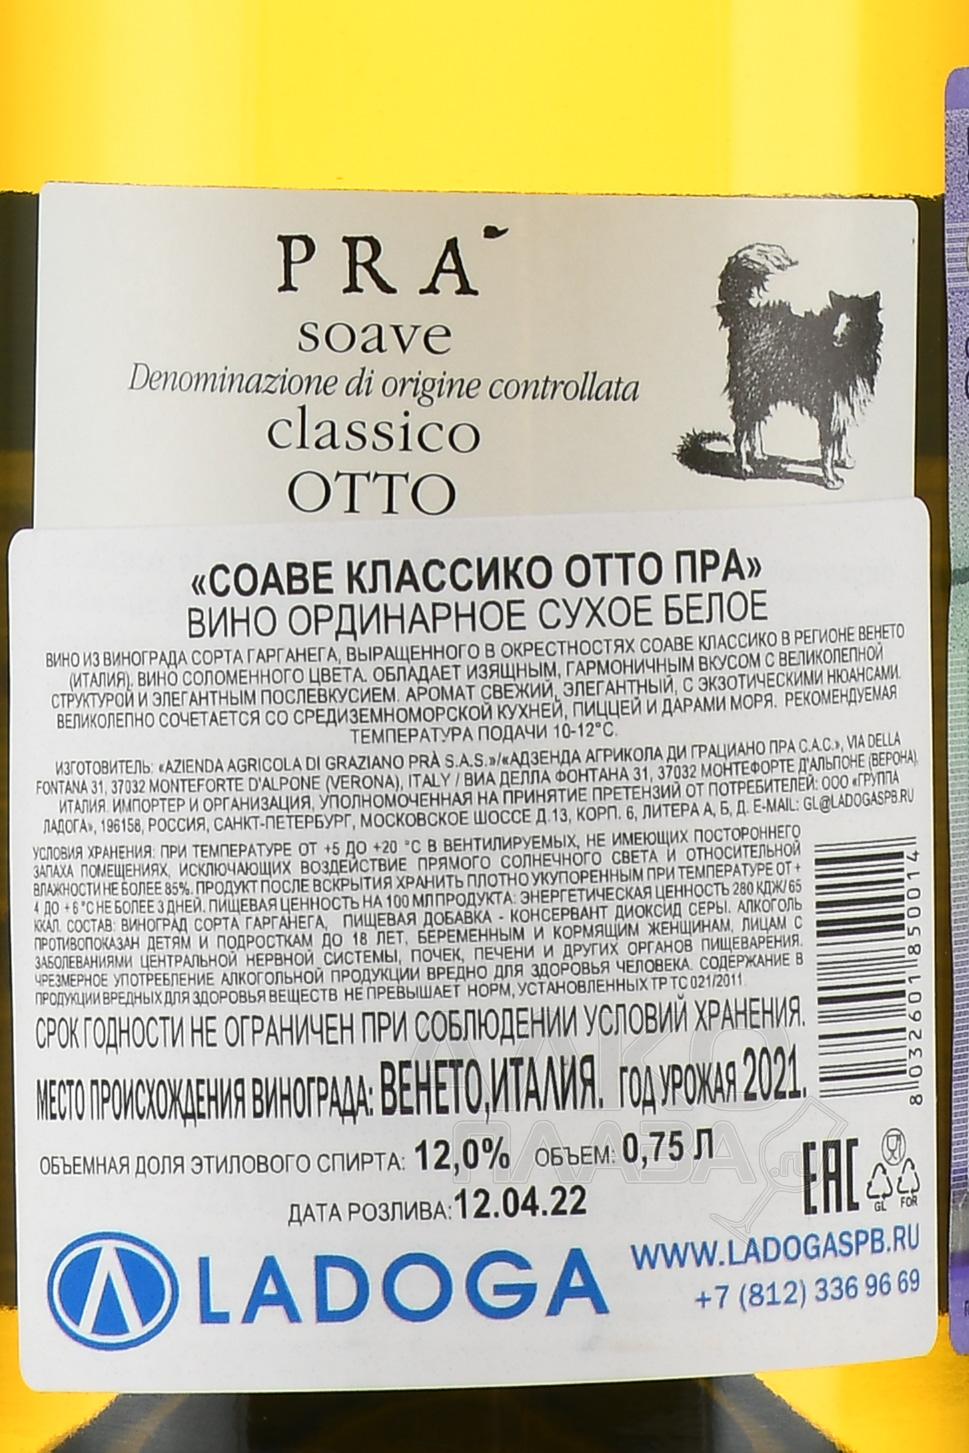 PRÀ
soave
Denominazione di origine controllata
classico
OTTO
«СОАВЕ КЛАССИКО ОТТО ПРА»
ВИНО ОРДИНАРНОЕ СУХОЕ БЕЛОЕ
ВИНО ИЗ ВИНОГРАДА СОРТА ГАРГАНЕГА, ВЫРАЩЕННОГО В ОКРЕСТНОСТЯХ СОАВЕ КЛАССИКО В РЕГИОНЕ ВЕНЕТО
(ИТАЛИЯ). ВИНО СОЛОМЕННОГО ЦВЕТА. ОБЛАДАЕТ ИЗЯЩНЫМ, ГАРМОНИЧНЫМ ВКУСОМ С ВЕЛИКОЛЕПНОЙ
СТРУКТУРОЙ И ЭЛЕГАНТНЫМ ПОСЛЕВКУСИЕМ. АРОМАТ СВЕЖИЙ, ЭЛЕГАНТНЫЙ, С ЭКЗОТИЧЕСКИМИ НЮАНСАМИ.
ВЕЛИКОЛЕПНО СОЧЕТАЕТСЯ СО СРЕДИЗЕМНОМОРСКОЙ КУХНЕЙ, ПИЦЦЕЙ И ДАРАМИ МОРЯ. РЕКОМЕНДУЕМАЯ
ТЕМПЕРАТУРА ПОДАЧИ 10-12°С.
ИЗГОТОВИТЕЛЬ: «AZIENDA AGRICOLA DI GRAZIANO PRÀ S.A.S.»/«АДЗЕНДА АГРИКОЛА ДИ ГРАЦИАНО ПРА С.А.С.», VIA DELLA
FONTANA 31, 37032 MONTEFORTE D'ALPONE (VERONA), ITALY / ВИА ДЕЛЛА ФОНТАНА 31, 37032 МОНТЕФОРТЕ Д'АЛЬПОНЕ (ВЕРОНА),
ИТАЛИЯ. ИМПОРТЕР И ОРГАНИЗАЦИЯ, УПОЛНОМОЧЕННАЯ НА ПРИНЯТИЕ ПРЕТЕНЗИЙ ОТ ПОТРЕБИТЕЛЕЙ: ООО «ГРУППА
ЛАДОГА», 196158, РОССИЯ, САНКТ-ПЕТЕРБУРГ, МОСКОВСКОЕ ШОССЕ Д.13, КОРП. 6, ЛИТЕРА А, Б, Д. E-MAIL: GL@LADOGASPB.RU
УСЛОВИЯ ХРАНЕНИЯ: ПРИ ТЕМПЕРАТУРЕ ОТ +5 ДО +20 °С В ВЕНТИЛИРУЕМЫХ, НЕ ИМЕЮЩИХ ПОСТОРОННЕГО
ЗАПАХА ПОМЕЩЕНИЯХ, ИСКЛЮЧАЮЩИХ ВОЗДЕЙСТВИЕ ПРЯМОГО СОЛНЕЧНОГО СВЕТА И ОТНОСИТЕЛЬНОЙ
ВЛАЖНОСТИ НЕ БОЛЕЕ 85%. ПРОДУКТ ПОСЛЕ ВСКРЫТИЯ ХРАНИТЬ ПЛОТНО УКУПОРЕННЫМ ПРИ ТЕМПЕРАТУРЕ ОТ +
4 ДО +6 °С НЕ БОЛЕЕ 3 ДНЕЙ. ПИЩЕВАЯ ЦЕННОСТЬ НА 100 МЛ ПРОДУКТА: ЭНЕРГЕТИЧЕСКАЯ ЦЕННОСТЬ 280 КДЖ/ 65
ККАЛ. СОСТАВ: ВИНОГРАД СОРТА ГАРГАНЕГА, ПИЩЕВАЯ ДОБАВКА - КОНСЕРВАНТ ДИОКСИД СЕРЫ. АЛКОГОЛЬ
ПРОТИВОПОКАЗАН ДЕТЯМ И ПОДРОСТКАМ ДО 18 ЛЕТ, БЕРЕМЕННЫМ И КОРМЯЩИМ ЖЕНЩИНАМ, ЛИЦАМ С
ЗАБОЛЕВАНИЯМИ ЦЕНТРАЛЬНОЙ НЕРВНОЙ СИСТЕМЫ, ПОЧЕК, ПЕЧЕНИ И ДРУГИХ ОРГАНОВ ПИЩЕВАРЕНИЯ.
ЧРЕЗМЕРНОЕ УПОТРЕБЛЕНИЕ АЛКОГОЛЬНОЙ ПРОДУКЦИИ ВРЕДНО ДЛЯ ЗДОРОВЬЯ ЧЕЛОВЕКА. СОДЕРЖАНИЕ В
ПРОДУКЦИИ ВРЕДНЫХ ДЛЯ ЗДОРОВЬЯ ВЕЩЕСТВ НЕ ПРЕВЫШАЕТ НОРМ, УСТАНОВЛЕННЫХ ТР ТС 021/2011.
СРОК ГОДНОСТИ НЕ ОГРАНИЧЕН ПРИ СОБЛЮДЕНИИ УСЛОВИЙ ХРАНЕНИЯ.
МЕСТО ПРОИСХОЖДЕНИЯ ВИНОГРАДА: ВЕНЕТО,ИТАЛИЯ. ГОД УРОЖАЯ 2021.
8 032601 850014
ОБЪЕМНАЯ ДОЛЯ ЭТИЛОВОГО СПИРТА: 12,0% ОБЪЕМ: 0,75 Л
ДАТА РОЗЛИВА: 12.04.22
ЕАС
GL
FOR
LADOGA
WWW.LADOGASPB.RU
+7 (812) 336 96 69
АЛКО
ПЛАЗА.ru